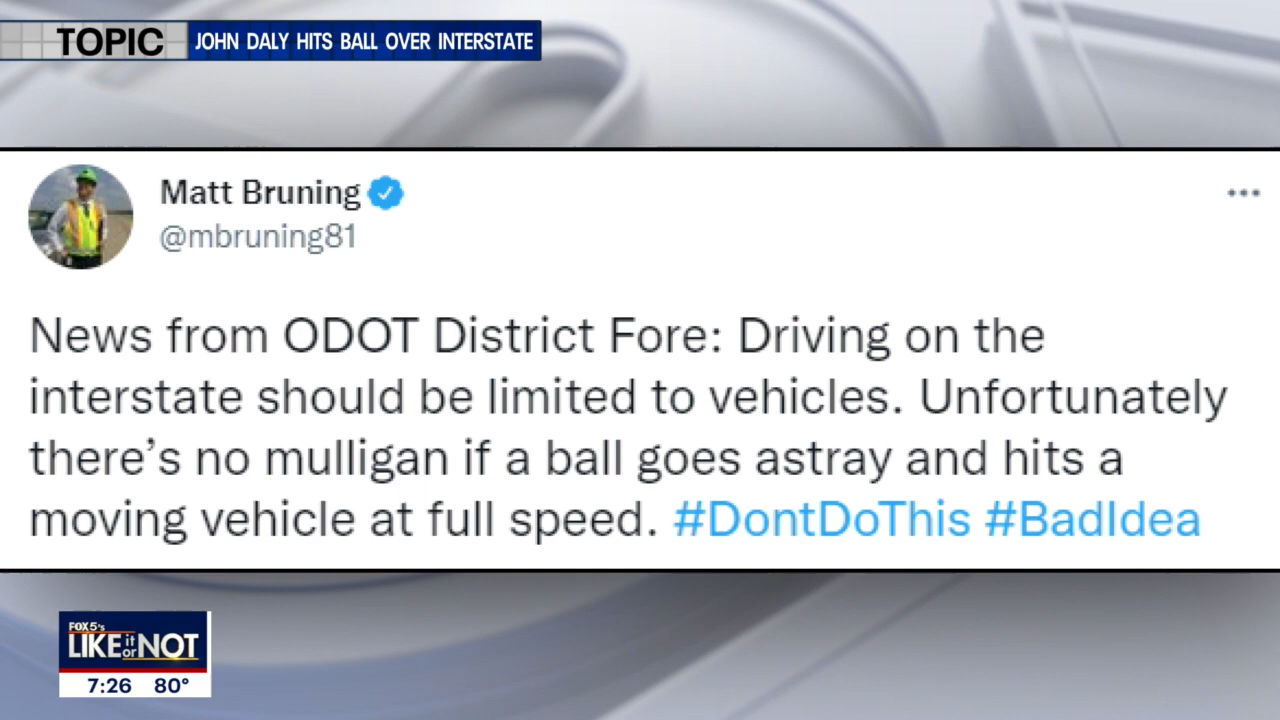 TOPIC JOHN DALY HITS BALL OVER INTERSTATE
Matt Bruning
@mbruning81
News from ODOT District Fore: Driving on the
interstate should be limited to vehicles. Unfortunately
there’s no mulligan if a ball goes astray and hits a
moving vehicle at full speed. #DontDoThis #BadIdea
FOX 5's
LIKE it or NOT
7:26 80°